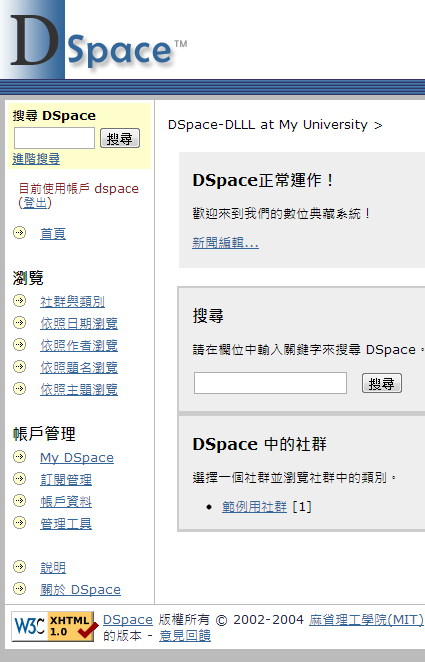 DSpace™
搜尋 DSpace
搜尋
進階搜尋
目前使用帳戶 dspace
(登出)
首頁
瀏覽
社群與類別
依照日期瀏覽
依照作者瀏覽
依照題名瀏覽
依照主題瀏覽
帳戶管理
My DSpace
訂閱管理
帳戶資料
管理工具
說明
關於 DSpace
DSpace-DLLL at My University >
DSpace正常運作！
歡迎來到我們的數位典藏系統！
新聞編輯...
搜尋
請在欄位中輸入關鍵字來搜尋 DSpace。
搜尋
DSpace 中的社群
選擇一個社群並瀏覽社群中的類別。
範例用社群 [1]
W3C XHTML 1.0
DSpace 版權所有 © 2002-2004 麻省理工學院(MIT)
的版本 - 意見回饋